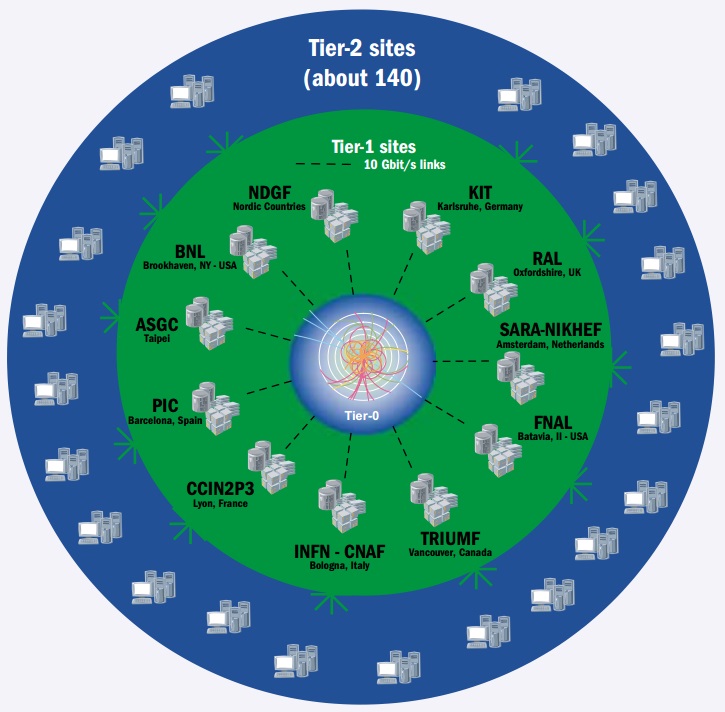 Tier-2 sites
(about 140)
Tier-1 sites
10 Gbit/s links
NDGF
Nordic Countries
KIT
Karlsruhe, Germany
BNL
Brookhaven, NY - USA
RAL
Oxfordshire, UK
ASGC
Taipei
SARA-NIKHEF
Amsterdam, Netherlands
PIC
Barcelona, Spain
Tier-0
FNAL
Batavia, Il - USA
CCIN2P3
Lyon, France
INFN - CNAF
Bologna, Italy
TRIUMF
Vancouver, Canada